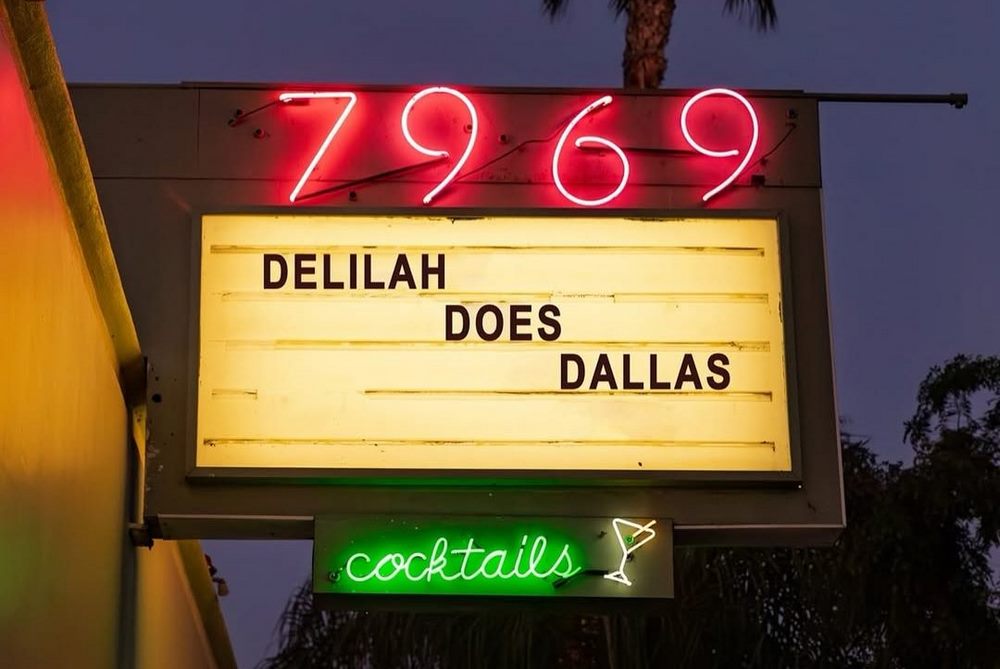 7969
DELILAH
DOES
DALLAS
cocktails